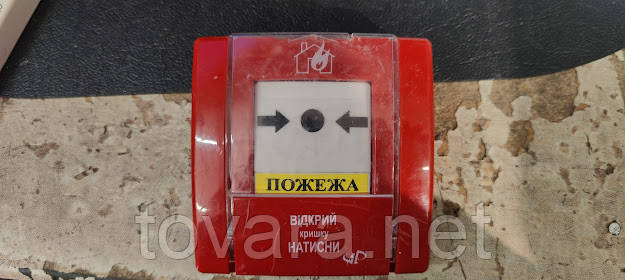 ПОЖЕЖА
ВІДКРИЙ
кришку
НАТИСНИ
tovara.net